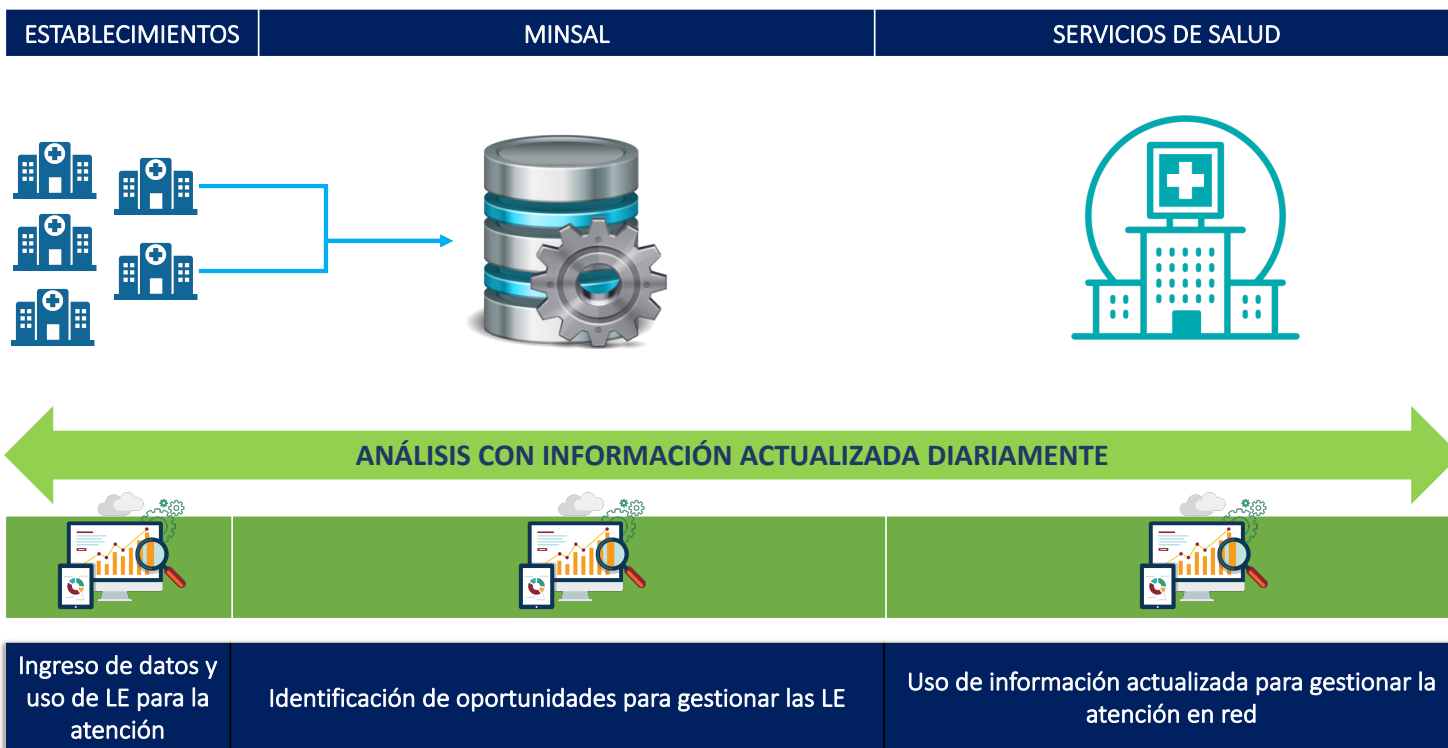 ESTABLECIMIENTOS
MINSAL
SERVICIOS DE SALUD
ANÁLISIS CON INFORMACIÓN ACTUALIZADA DIARIAMENTE
Ingreso de datos y
uso de LE para la
atención
Identificación de oportunidades para gestionar las LE
Uso de información actualizada para gestionar la
atención en red